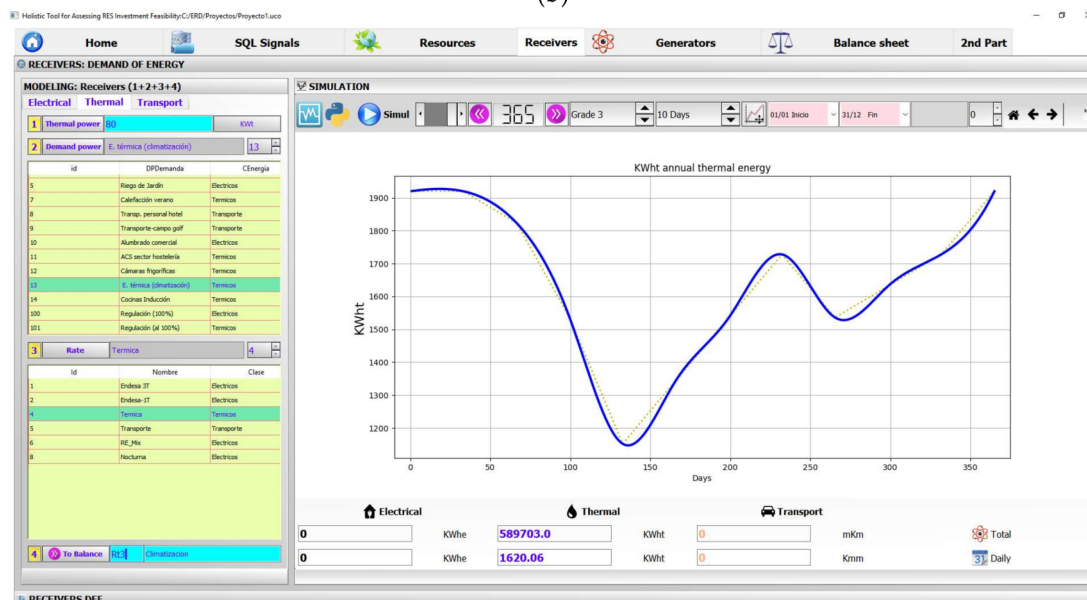 Holistic Tool for Assessing RES Investment Feasibility:C:/ERD/Proyectos/Proyecto1.uco
Home SQL Signals Resources Receivers Generators Balance sheet 2nd Part
RECEIVERS: DEMAND OF ENERGY
MODELING: Receivers (1+2+3+4)
Electrical Thermal Transport
1 Thermal power 80 KWt
2 Demand power E. térmica (climatización) 13
id DPDemanda CEnergia
5 Riego de Jardín Electricos
7 Calefacción verano Termicos
8 Transp. personal hotel Transporte
9 Transporte-campo golf Transporte
10 Alumbrado comercial Electricos
11 ACS sector hostelería Termicos
12 Cámaras frigoríficas Termicos
13 E. térmica (climatización) Termicos
14 Cocinas Inducción Termicos
100 Regulación (100%) Electricos
101 Regulación (al 100%) Termicos
3 Rate Termica 4
Id Nombre Clase
1 Endesa 3T Electricos
2 Endesa-1T Electricos
4 Termica Termicos
5 Transporte Transporte
6 RE_Mix Electricos
8 Nocturna Electricos
4 To Balance Rt3 Climatizacion
SIMULATION
Simul 365 Grade 3 10 Days 01/01 Inicio 31/12 Fin 0
KWht annual thermal energy
KWht
1900
1800
1700
1600
1500
1400
1300
1200
0 50 100 150 200 250 300 350
Days
Electrical Thermal Transport
0 KWhe 589703.0 KWht 0 mKm Total
0 KWhe 1620.06 KWht 0 Kmm 31 Daily